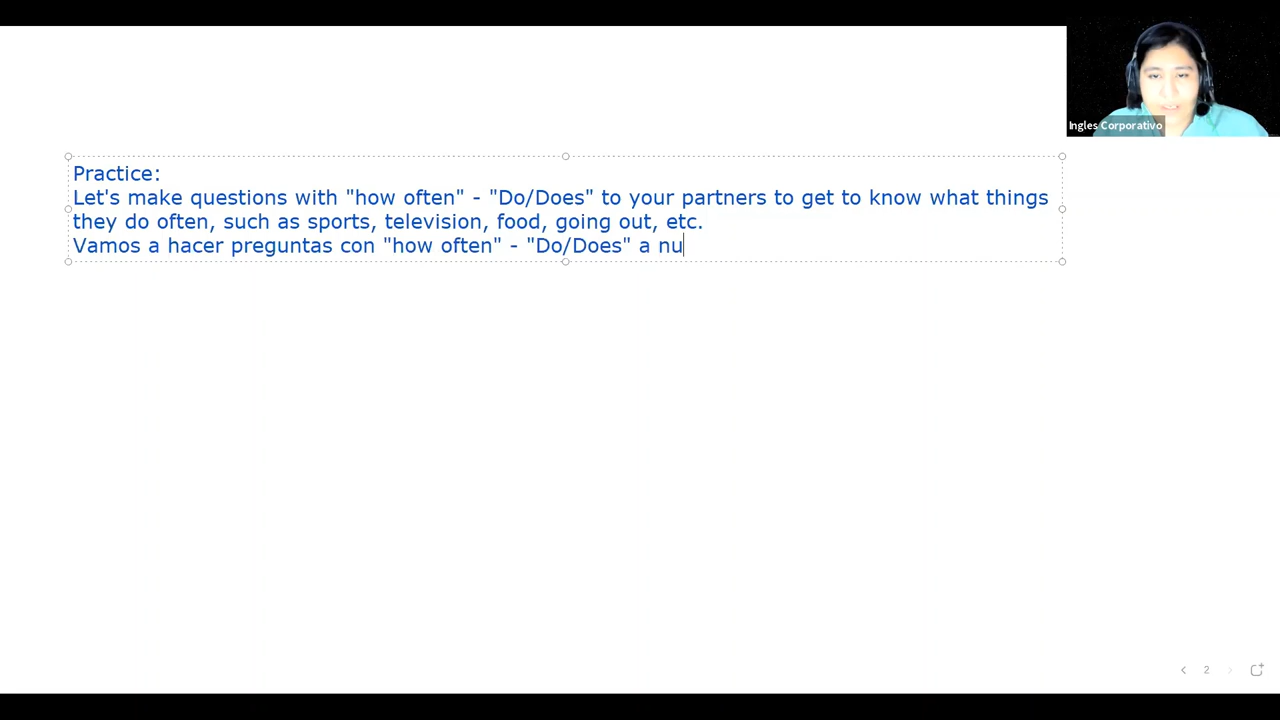 Ingles Corporativo
Practice:
Let's make questions with "how often" - "Do/Does" to your partners to get to know what things
they do often, such as sports, television, food, going out, etc.
Vamos a hacer preguntas con "how often" - "Do/Does" a nu
2